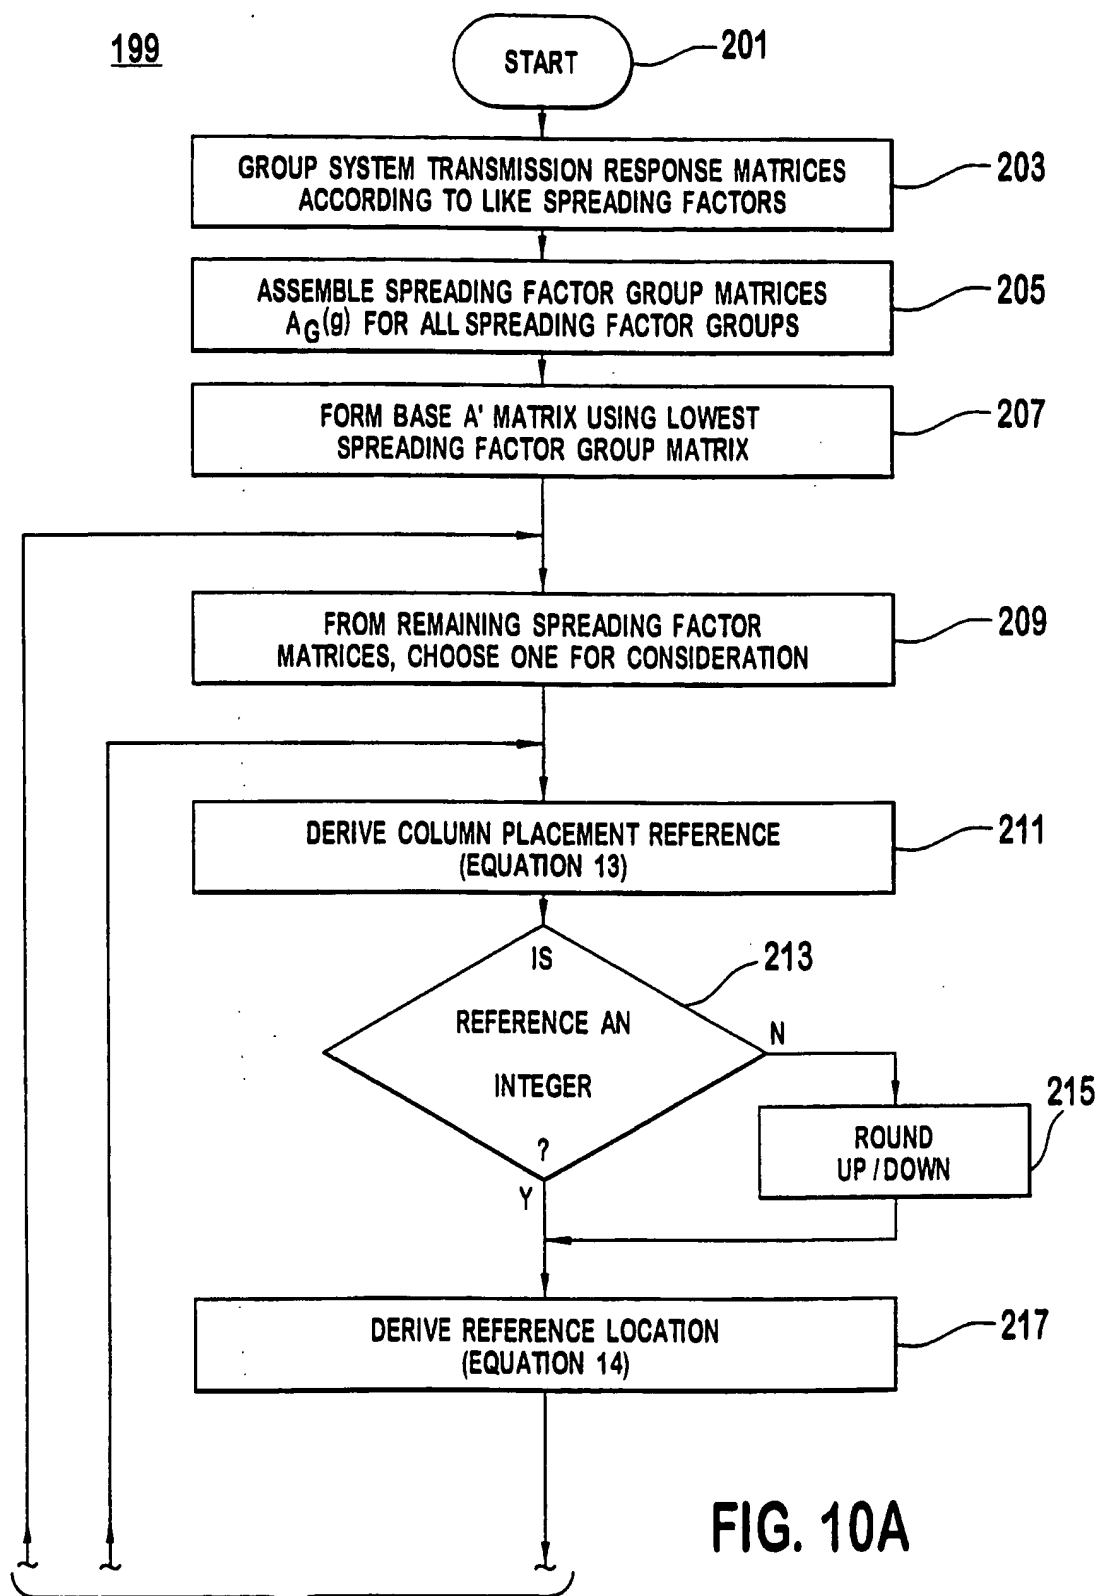 199
START
201
GROUP SYSTEM TRANSMISSION RESPONSE MATRICES
ACCORDING TO LIKE SPREADING FACTORS
203
ASSEMBLE SPREADING FACTOR GROUP MATRICES
AG(g) FOR ALL SPREADING FACTOR GROUPS
205
FORM BASE A' MATRIX USING LOWEST
SPREADING FACTOR GROUP MATRIX
207
FROM REMAINING SPREADING FACTOR
MATRICES, CHOOSE ONE FOR CONSIDERATION
209
DERIVE COLUMN PLACEMENT REFERENCE
(EQUATION 13)
211
IS
REFERENCE AN
INTEGER
?
213
N
Y
ROUND
UP / DOWN
215
DERIVE REFERENCE LOCATION
(EQUATION 14)
217
FIG. 10A